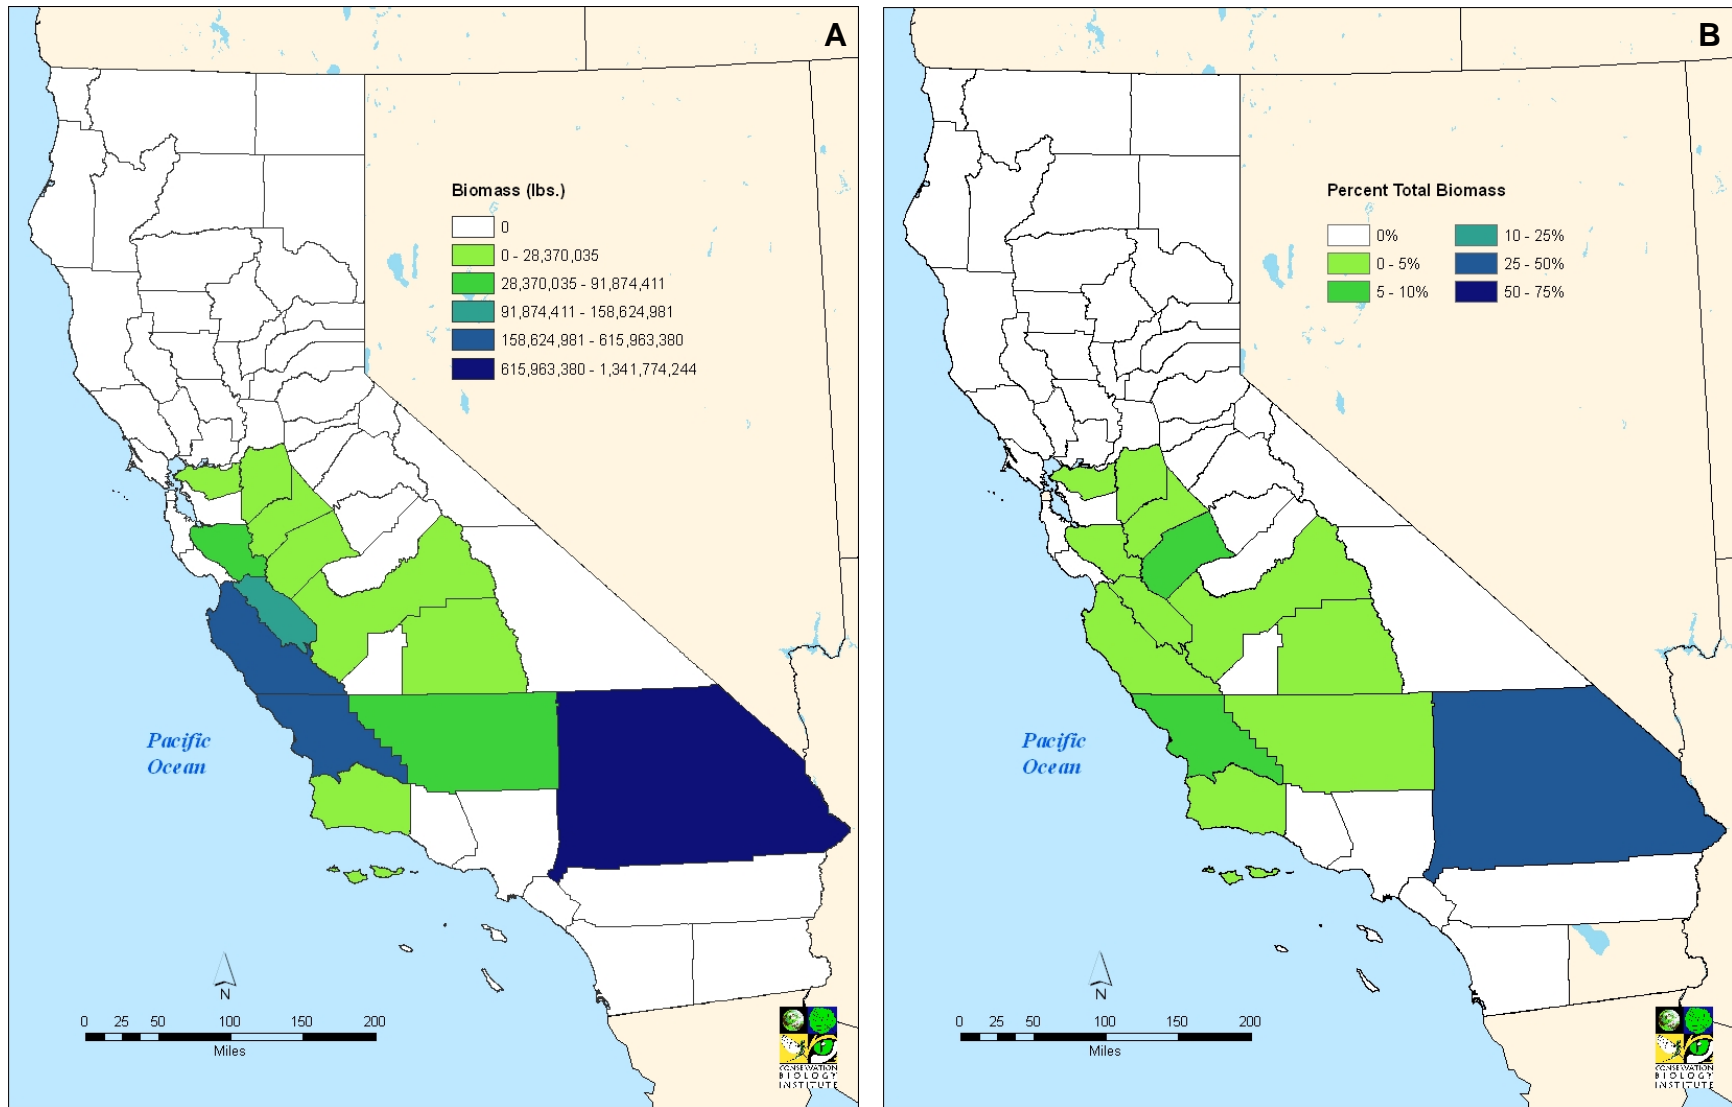 A
Biomass (lbs.)
0
0 - 28,370,035
28,370,035 - 91,874,411
91,874,411 - 158,624,981
158,624,981 - 615,963,380
615,963,380 - 1,341,774,244
Pacific
Ocean
N
0 25 50 100 150 200
Miles
CONSERVATION
BIOLOGY
INSTITUTE
B
Percent Total Biomass
0%
0 - 5%
5 - 10%
10 - 25%
25 - 50%
50 - 75%
Pacific
Ocean
N
0 25 50 100 150 200
Miles
CONSERVATION
BIOLOGY
INSTITUTE